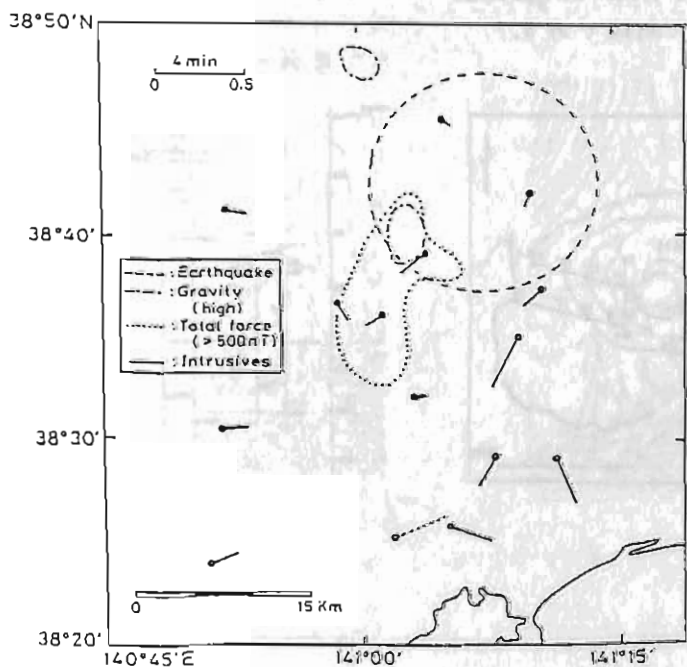 38°50'N
4 min
0 0.5
38°40'
: Earthquake
: Gravity
(high)
: Total force
(>500nT)
: Intrusives
38°30'
0 15 Km
38°20'
140°45'E 141°00' 141°15'